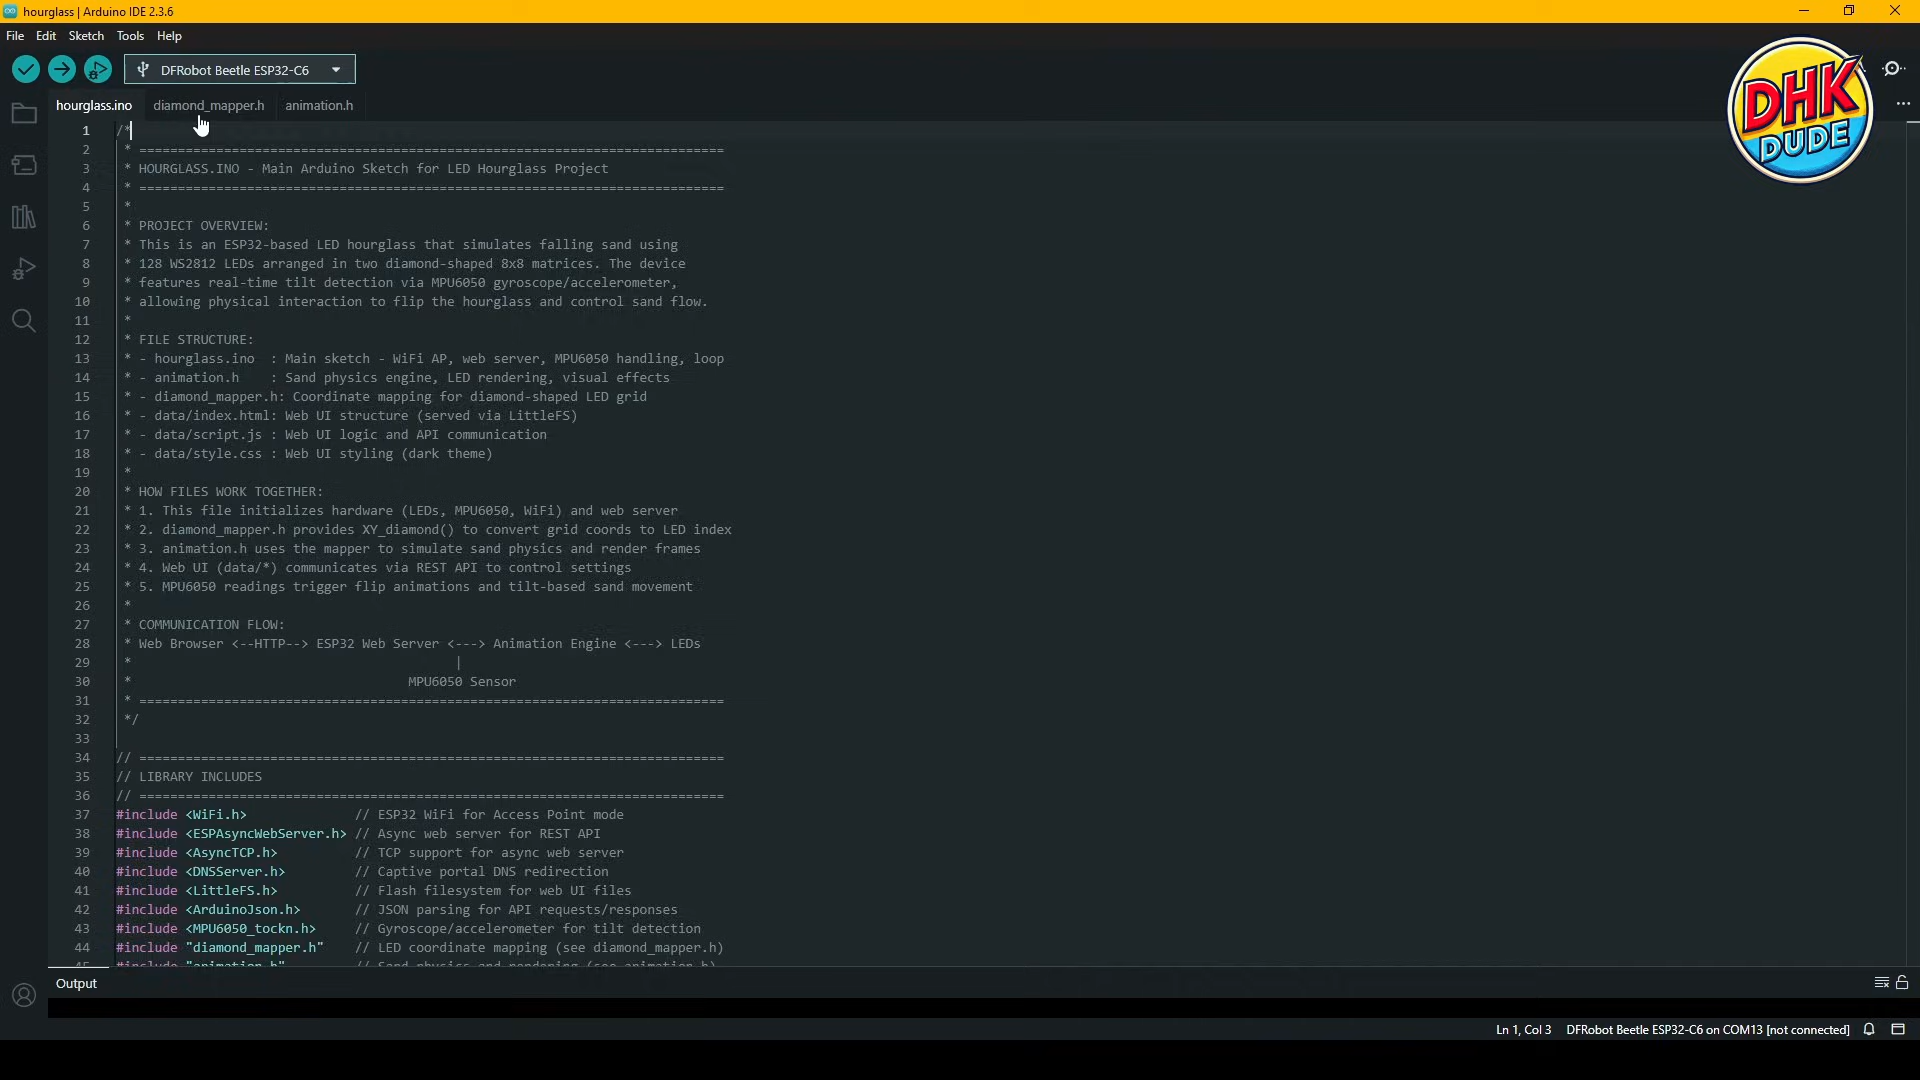 hourglass | Arduino IDE 2.3.6
File Edit Sketch Tools Help
DFRobot Beetle ESP32-C6
DHK
DUDE
hourglass.ino diamond_mapper.h animation.h
1 /*
2 * ============================================================================
3 * HOURGLASS.INO - Main Arduino Sketch for LED Hourglass Project
4 * ============================================================================
5 *
6 * PROJECT OVERVIEW:
7 * This is an ESP32-based LED hourglass that simulates falling sand using
8 * 128 WS2812 LEDs arranged in two diamond-shaped 8x8 matrices. The device
9 * features real-time tilt detection via MPU6050 gyroscope/accelerometer,
10 * allowing physical interaction to flip the hourglass and control sand flow.
11 *
12 * FILE STRUCTURE:
13 * - hourglass.ino : Main sketch - WiFi AP, web server, MPU6050 handling, loop
14 * - animation.h : Sand physics engine, LED rendering, visual effects
15 * - diamond_mapper.h: Coordinate mapping for diamond-shaped LED grid
16 * - data/index.html: Web UI structure (served via LittleFS)
17 * - data/script.js : Web UI logic and API communication
18 * - data/style.css : Web UI styling (dark theme)
19 *
20 * HOW FILES WORK TOGETHER:
21 * 1. This file initializes hardware (LEDs, MPU6050, WiFi) and web server
22 * 2. diamond_mapper.h provides XY_diamond() to convert grid coords to LED index
23 * 3. animation.h uses the mapper to simulate sand physics and render frames
24 * 4. Web UI (data/*) communicates via REST API to control settings
25 * 5. MPU6050 readings trigger flip animations and tilt-based sand movement
26 *
27 * COMMUNICATION FLOW:
28 * Web Browser <--HTTP--> ESP32 Web Server <---> Animation Engine <---> LEDs
29 * |
30 * MPU6050 Sensor
31 * ============================================================================
32 */
33
34 // ============================================================================
35 // LIBRARY INCLUDES
36 // ============================================================================
37 #include <WiFi.h> // ESP32 WiFi for Access Point mode
38 #include <ESPAsyncWebServer.h> // Async web server for REST API
39 #include <AsyncTCP.h> // TCP support for async web server
40 #include <DNSServer.h> // Captive portal DNS redirection
41 #include <LittleFS.h> // Flash filesystem for web UI files
42 #include <ArduinoJson.h> // JSON parsing for API requests/responses
43 #include <MPU6050_tockn.h> // Gyroscope/accelerometer for tilt detection
44 #include "diamond_mapper.h" // LED coordinate mapping (see diamond_mapper.h)
45 #include "animation.h" // Sand physics and rendering (see animation.h)
Output
Ln 1, Col 3 DFRobot Beetle ESP32-C6 on COM13 [not connected]